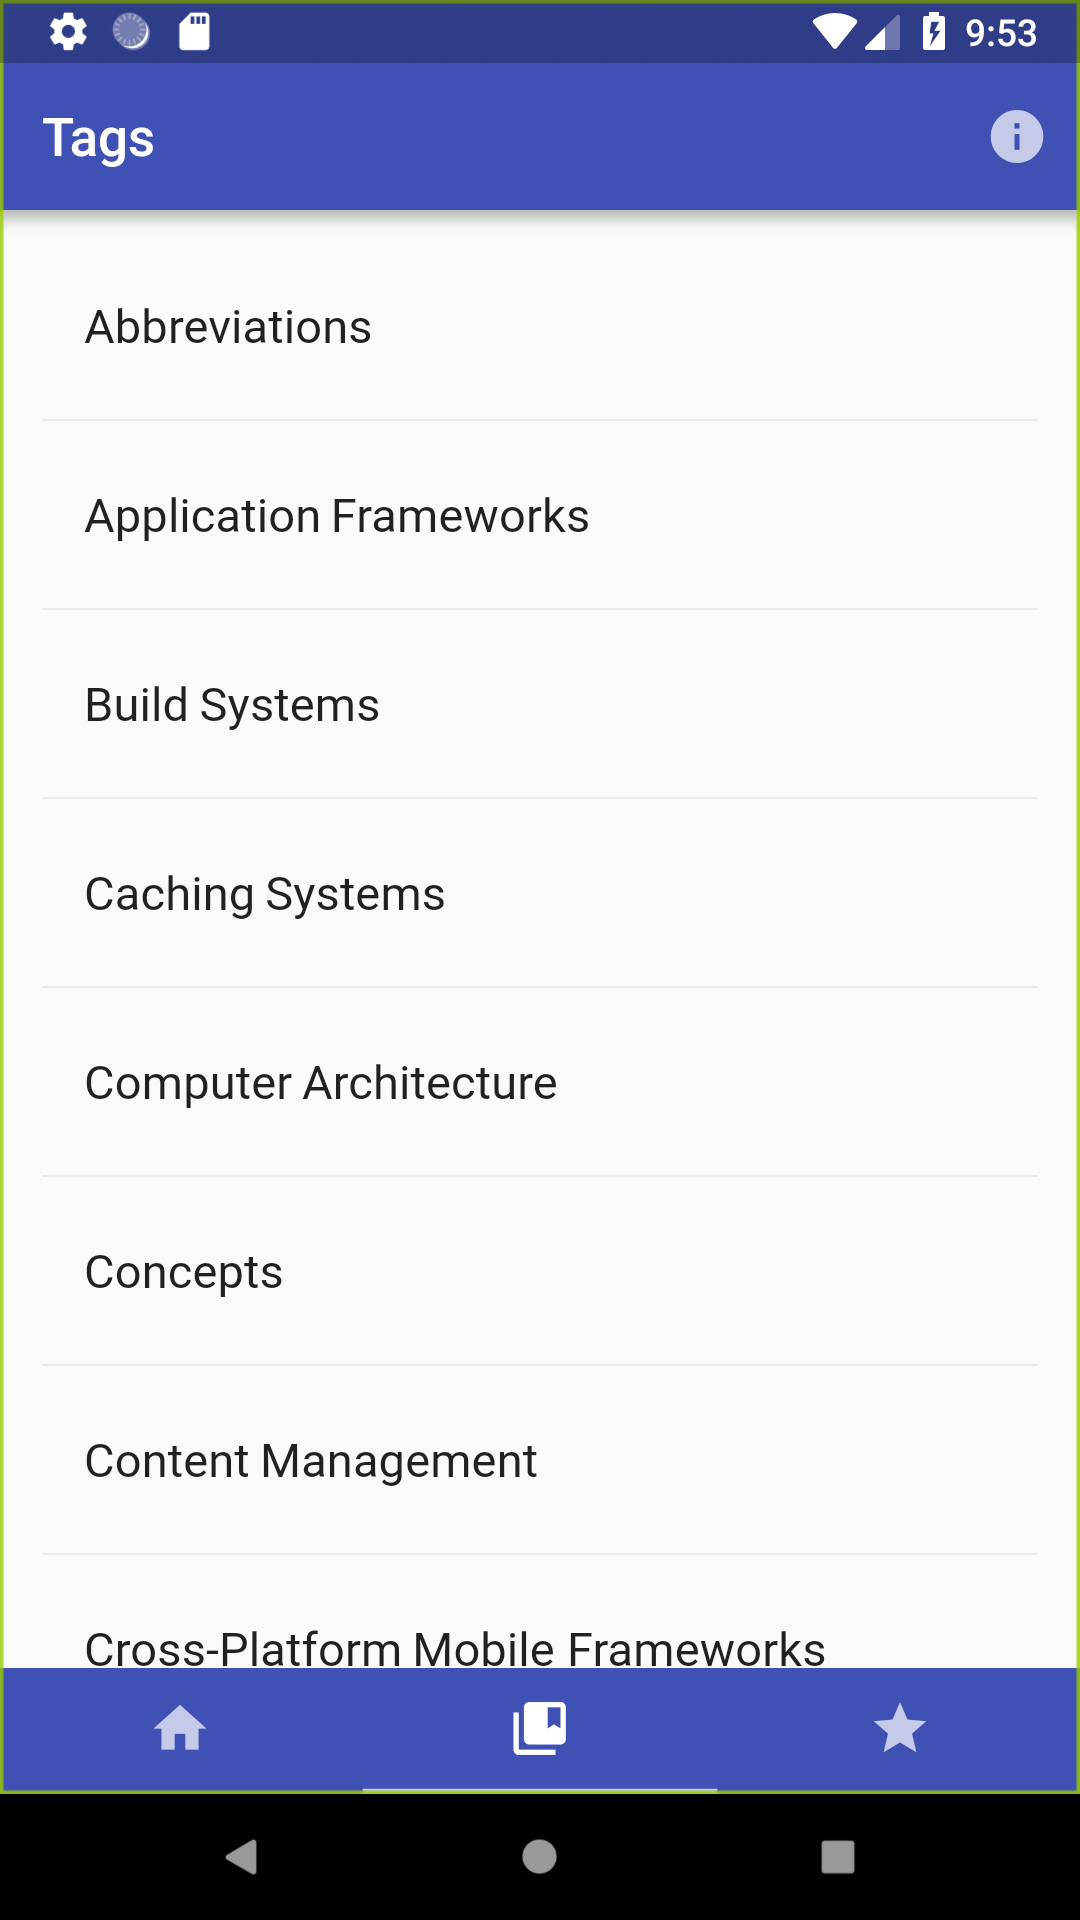 9:53
Tags
Abbreviations
Application Frameworks
Build Systems
Caching Systems
Computer Architecture
Concepts
Content Management
Cross-Platform Mobile Frameworks